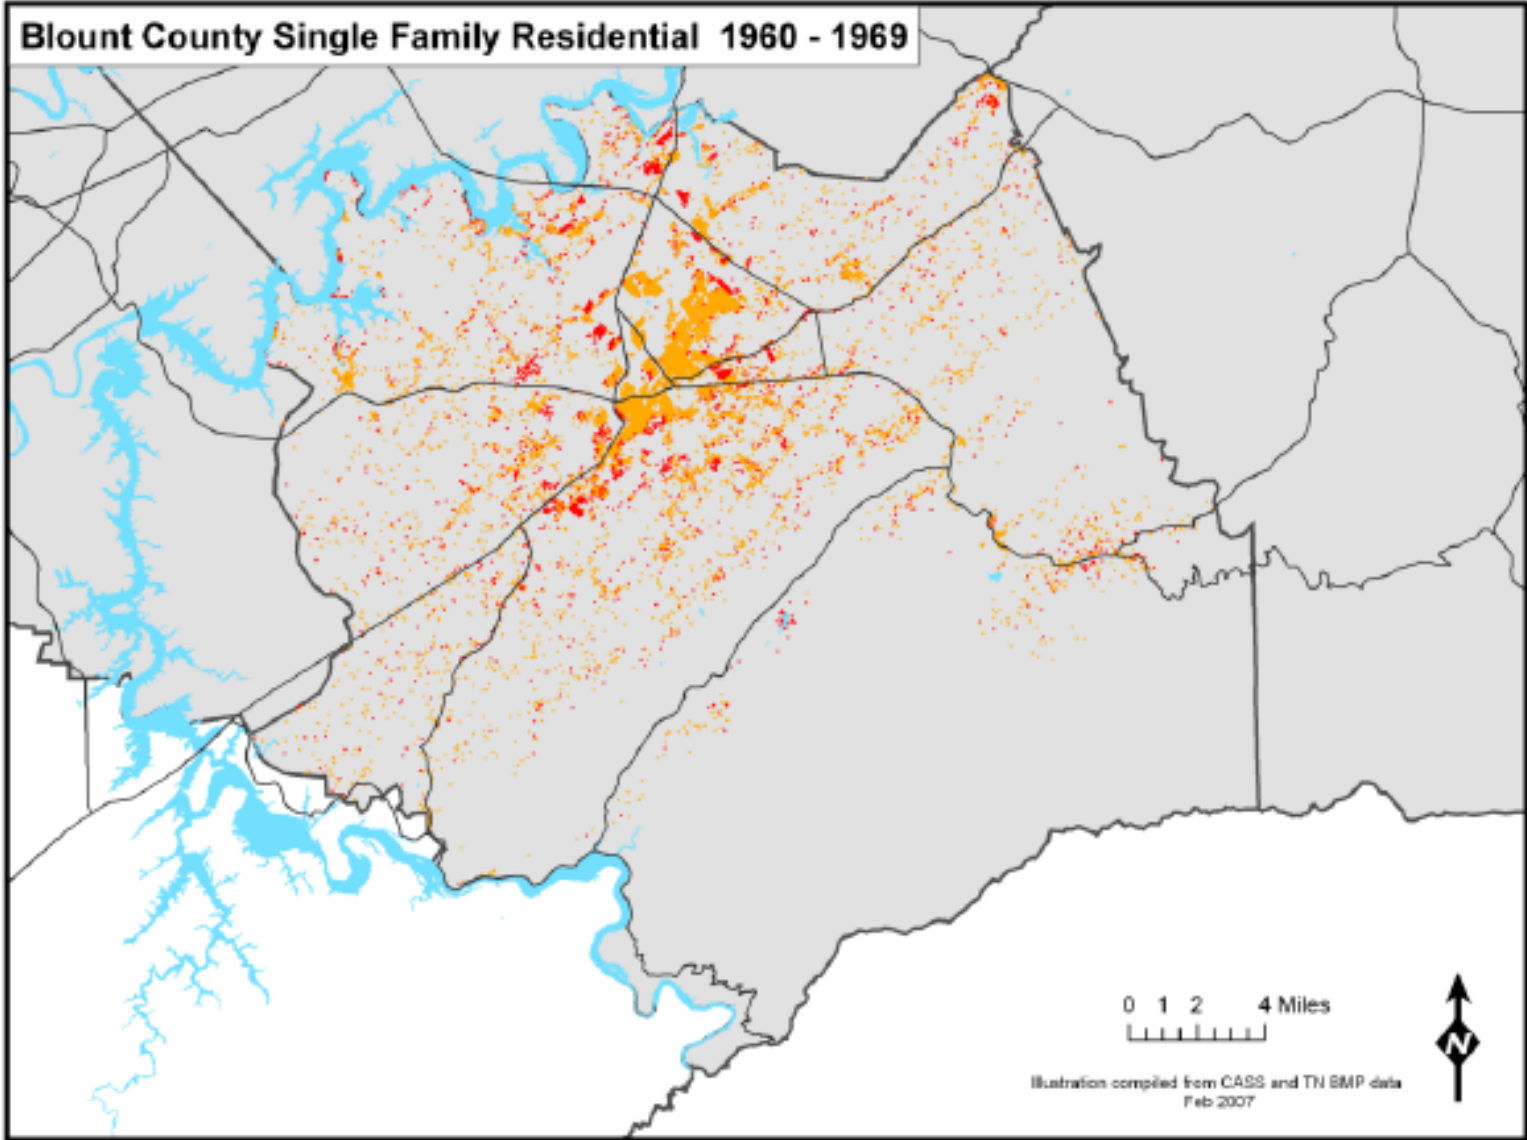 Blount County Single Family Residential 1960 - 1969
0 1 2 4 Miles
N
Illustration compiled from CASS and TN BMP data
Feb 2007